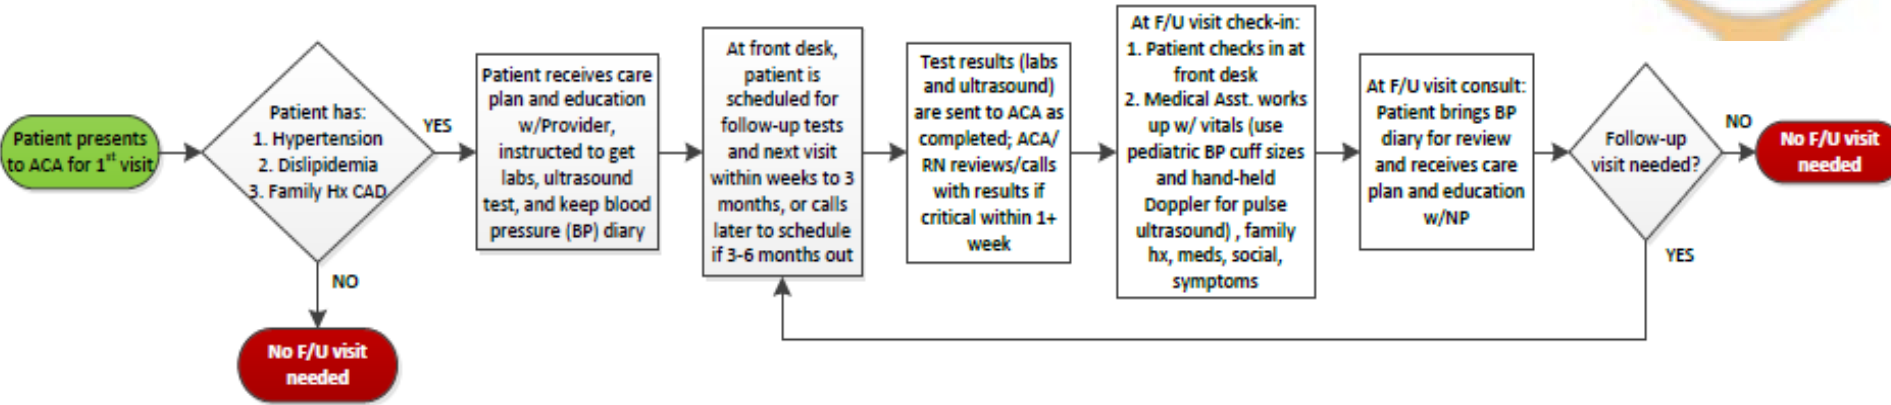 Patient presents
to ACA for 1st visit
Patient has:
1. Hypertension
2. Dislipidemia
3. Family Hx CAD
YES
NO
No F/U visit
needed
Patient receives care
plan and education
w/Provider,
instructed to get
labs, ultrasound
test, and keep blood
pressure (BP) diary
At front desk,
patient is
scheduled for
follow-up tests
and next visit
within weeks to 3
months, or calls
later to schedule
if 3-6 months out
Test results (labs
and ultrasound)
are sent to ACA as
completed; ACA/
RN reviews/calls
with results if
critical within 1+
week
At F/U visit check-in:
1. Patient checks in at
front desk
2. Medical Asst. works
up w/ vitals (use
pediatric BP cuff sizes
and hand-held
Doppler for pulse
ultrasound) , family
hx, meds, social,
symptoms
At F/U visit consult:
Patient brings BP
diary for review
and receives care
plan and education
w/NP
Follow-up
visit needed?
NO
YES
No F/U visit
needed